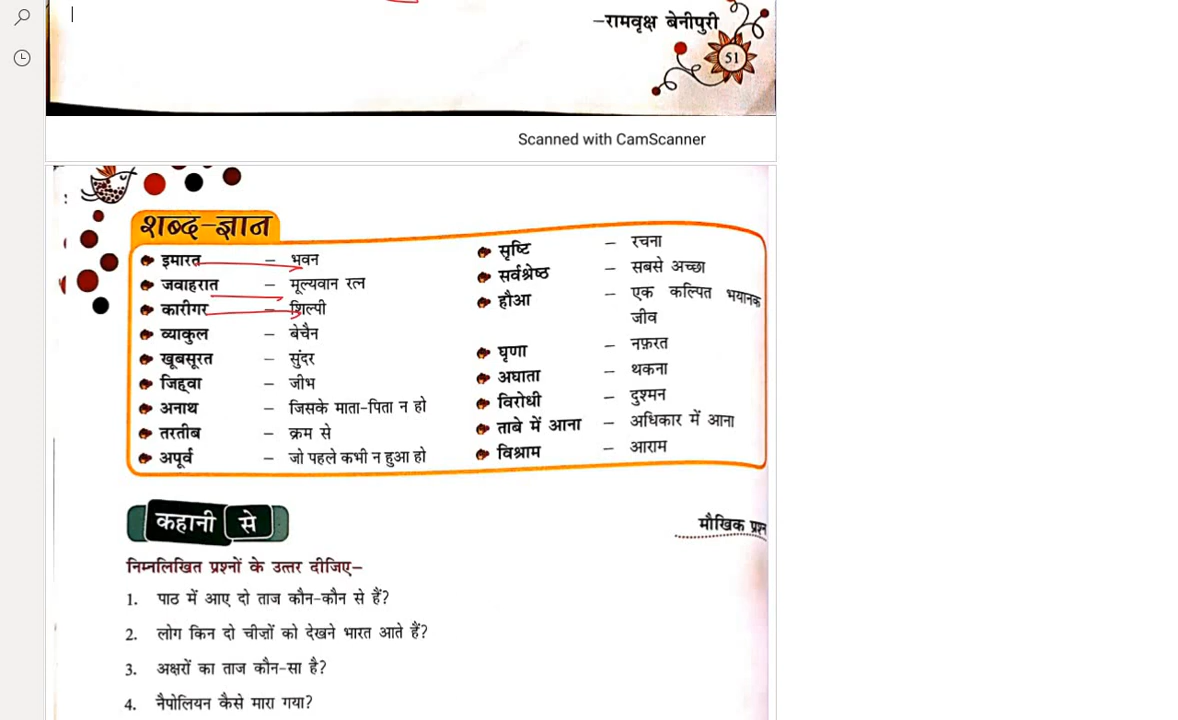 –रामवृक्ष बेनीपुरी
51
Scanned with CamScanner
शब्द-ज्ञान
इमारत – भवन
जवाहरात – मूल्यवान रत्न
कारीगर – शिल्पी
व्याकुल – बेचैन
खूबसूरत – सुंदर
जिह्वा – जीभ
अनाथ – जिसके माता-पिता न हो
तरतीब – क्रम से
अपूर्व – जो पहले कभी न हुआ हो
सृष्टि – रचना
सर्वश्रेष्ठ – सबसे अच्छा
हौआ – एक कल्पित भयानक
जीव
घृणा – नफ़रत
अघाता – थकना
विरोधी – दुश्मन
ताबे में आना – अधिकार में आना
विश्राम – आराम
कहानी से
मौखिक प्रश्न
निम्नलिखित प्रश्नों के उत्तर दीजिए–
1. पाठ में आए दो ताज कौन-कौन से हैं?
2. लोग किन दो चीज़ों को देखने भारत आते हैं?
3. अक्षरों का ताज कौन-सा है?
4. नैपोलियन कैसे मारा गया?